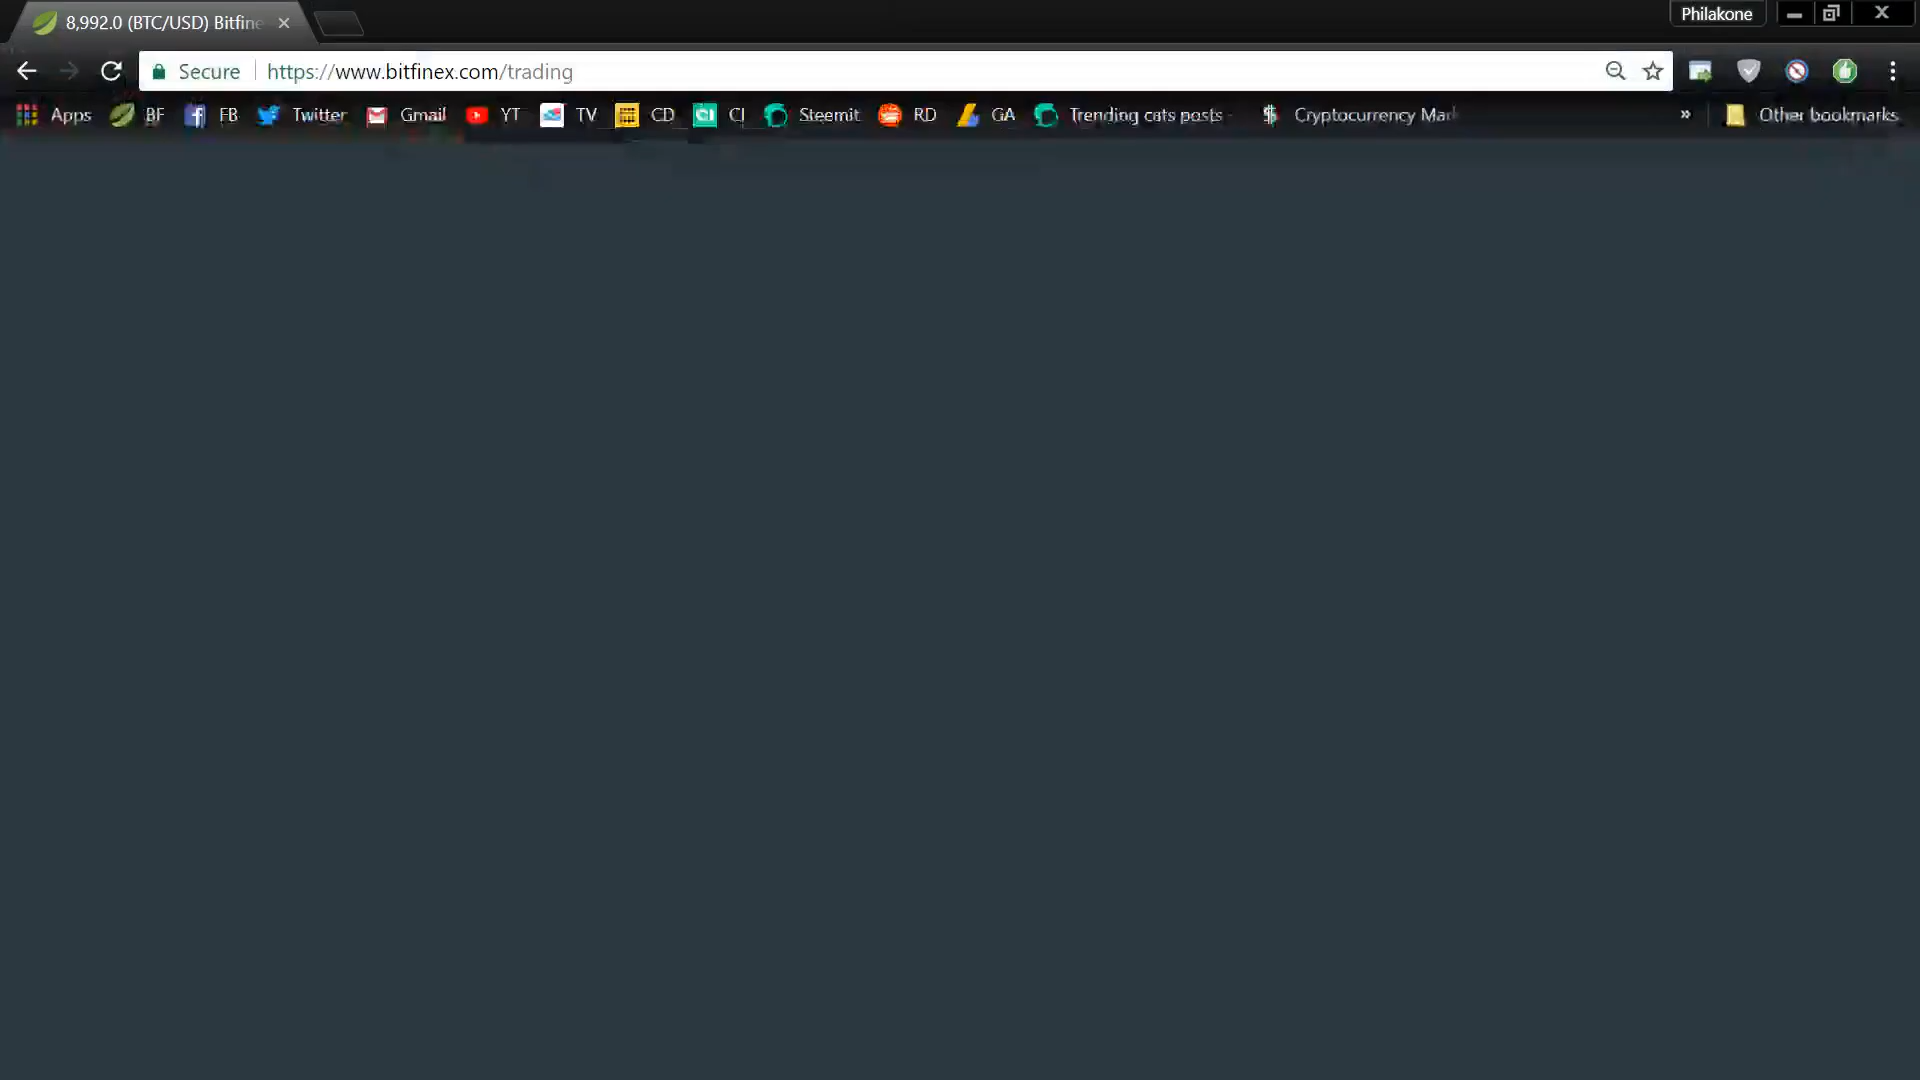 8,992.0 (BTC/USD) Bitfine
Philakone
Secure
https://www.bitfinex.com/trading
Apps BF FB Twitter Gmail YT TV CD CI Steemit RD GA Trending cats posts Cryptocurrency Mar » Other bookmarks